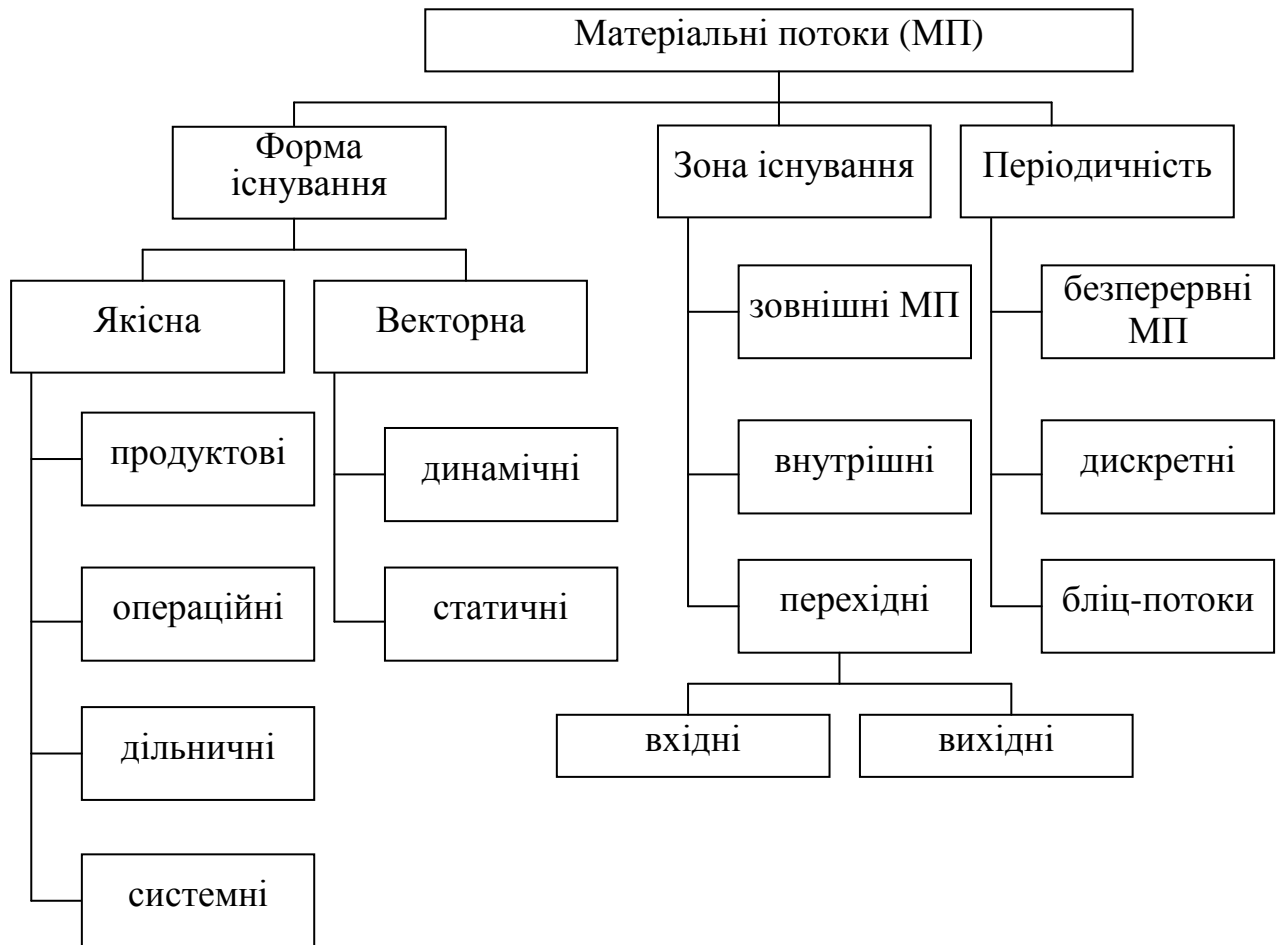 Матеріальні потоки (МП)
Форма
існування
Зона існування
Періодичність
Якісна
Векторна
зовнішні МП
безперервні
МП
продуктові
динамічні
внутрішні
дискретні
операційні
статичні
перехідні
бліц-потоки
дільничні
вхідні
вихідні
системні